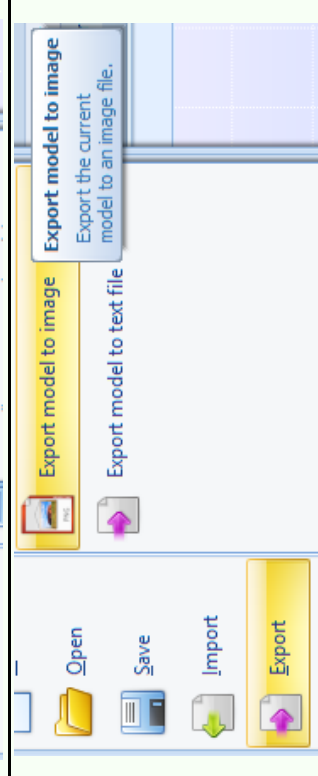 Open
Save
Import
Export
Export model to image
Export model to text file
Export model to image
Export the current
model to an image file.
PNG